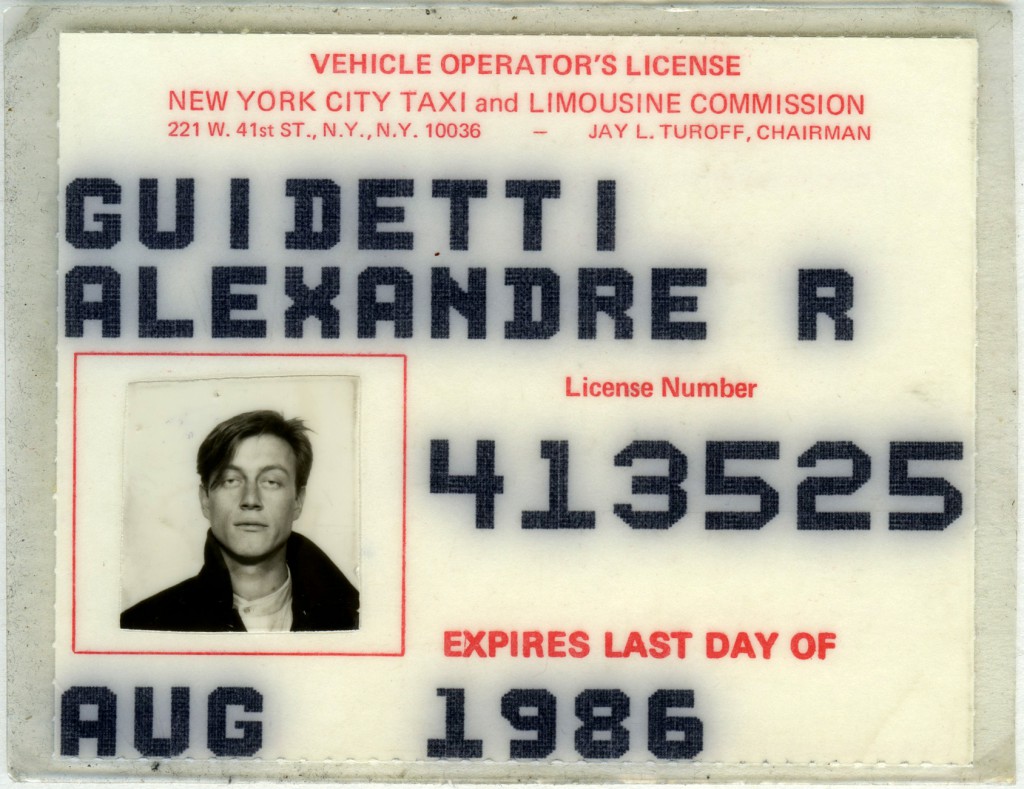 VEHICLE OPERATOR'S LICENSE
NEW YORK CITY TAXI and LIMOUSINE COMMISSION
221 W. 41st ST., N.Y., N.Y. 10036 – JAY L. TUROFF, CHAIRMAN
GUIDETTI
ALEXANDRE R
License Number
413525
EXPIRES LAST DAY OF
AUG 1986